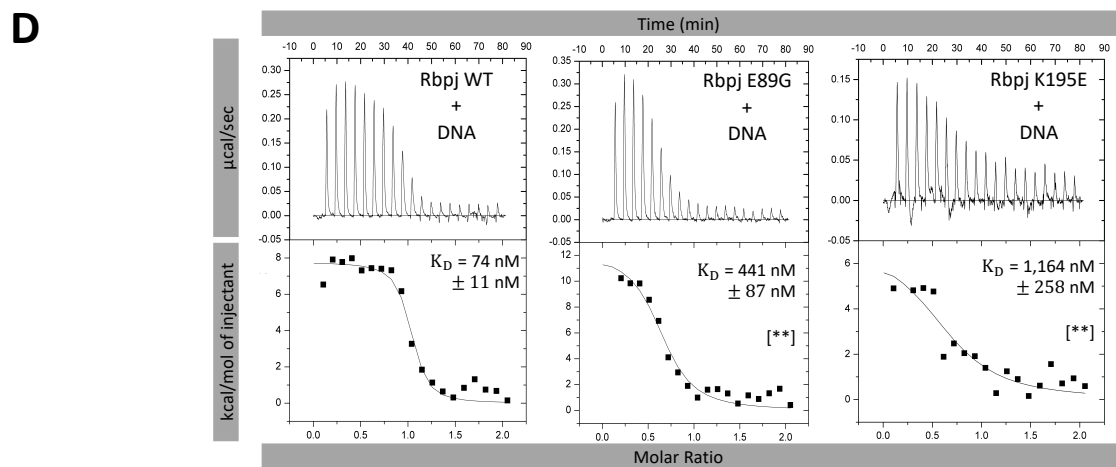 D
Time (min)
-10 0 10 20 30 40 50 60 70 80 90
-10 0 10 20 30 40 50 60 70 80 90
-10 0 10 20 30 40 50 60 70 80 90
µcal/sec
0.30
0.25
0.20
0.15
0.10
0.05
0.00
-0.05
Rbpj WT
+
DNA
0.35
0.30
0.25
0.20
0.15
0.10
0.05
0.00
-0.05
Rbpj E89G
+
DNA
0.15
0.10
0.05
0.00
-0.05
Rbpj K195E
+
DNA
kcal/mol of injectant
8
6
4
2
0
K_D = 74 nM
± 11 nM
12
10
8
6
4
2
0
K_D = 441 nM
± 87 nM
[**]
6
4
2
0
K_D = 1,164 nM
± 258 nM
[**]
0.0 0.5 1.0 1.5 2.0
0.0 0.5 1.0 1.5 2.0
0.0 0.5 1.0 1.5 2.0
Molar Ratio